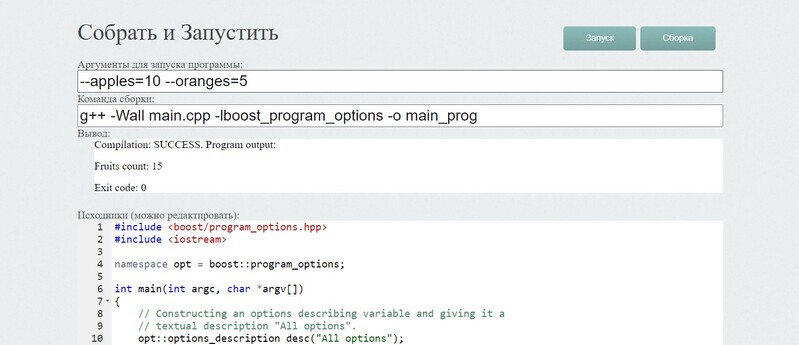 Собрать и Запустить
Запуск
Сборка
Аргументы для запуска программы:
--apples=10 --oranges=5
Команда сборки:
g++ -Wall main.cpp -lboost_program_options -o main_prog
Вывод:
Compilation: SUCCESS. Program output:
Fruits count: 15
Exit code: 0
Исходники (можно редактировать):
1 #include <boost/program_options.hpp>
2 #include <iostream>
3
4 namespace opt = boost::program_options;
5
6 int main(int argc, char *argv[])
7 {
8 // Constructing an options describing variable and giving it a
9 // textual description "All options".
10 opt::options_description desc("All options");